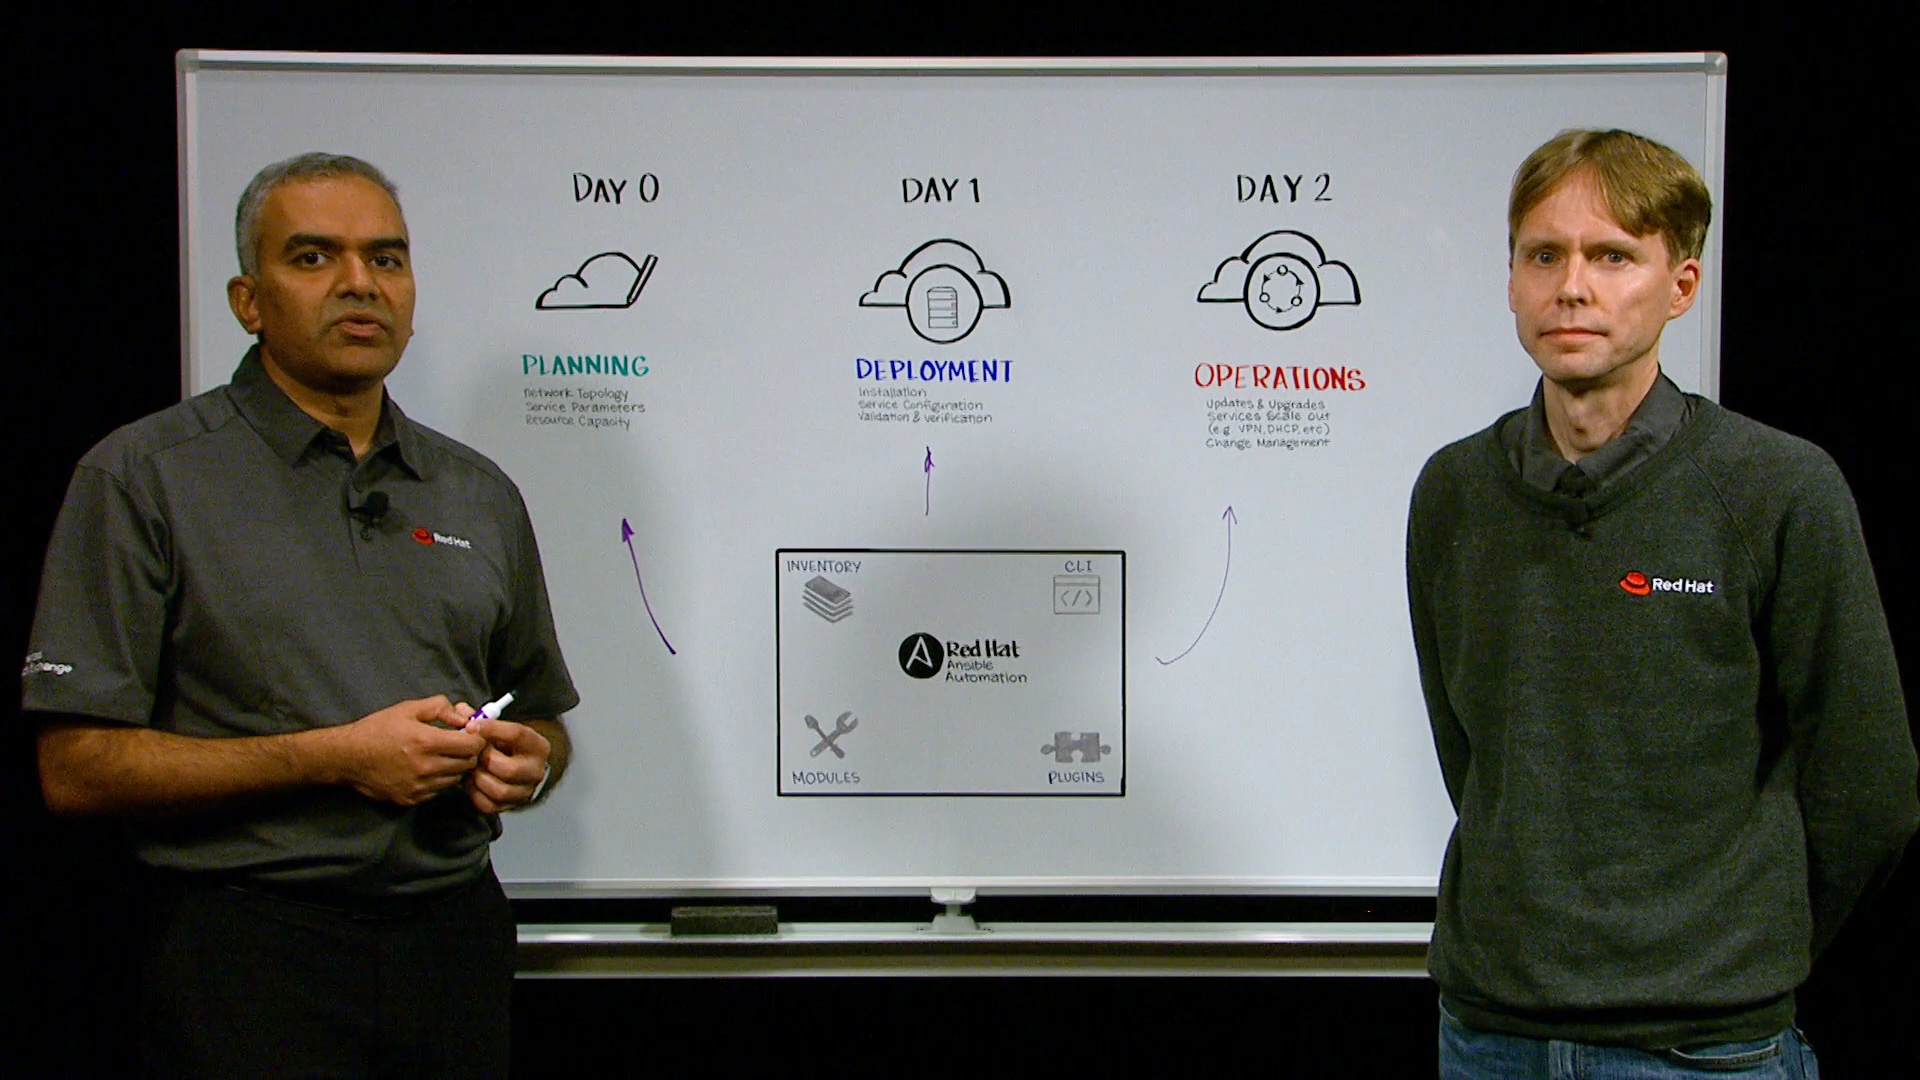 DAY 0
PLANNING
Network Topology
Service Parameters
Resource Capacity
DAY 1
DEPLOYMENT
Installation
Service Configuration
Validation & Verification
DAY 2
OPERATIONS
Updates & Upgrades
Services Scale out
(e.g. VPN, DHCP, etc)
Change Management
INVENTORY
CLI
</>
Red Hat
Ansible
Automation
MODULES
PLUGINS
Red Hat
Red Hat